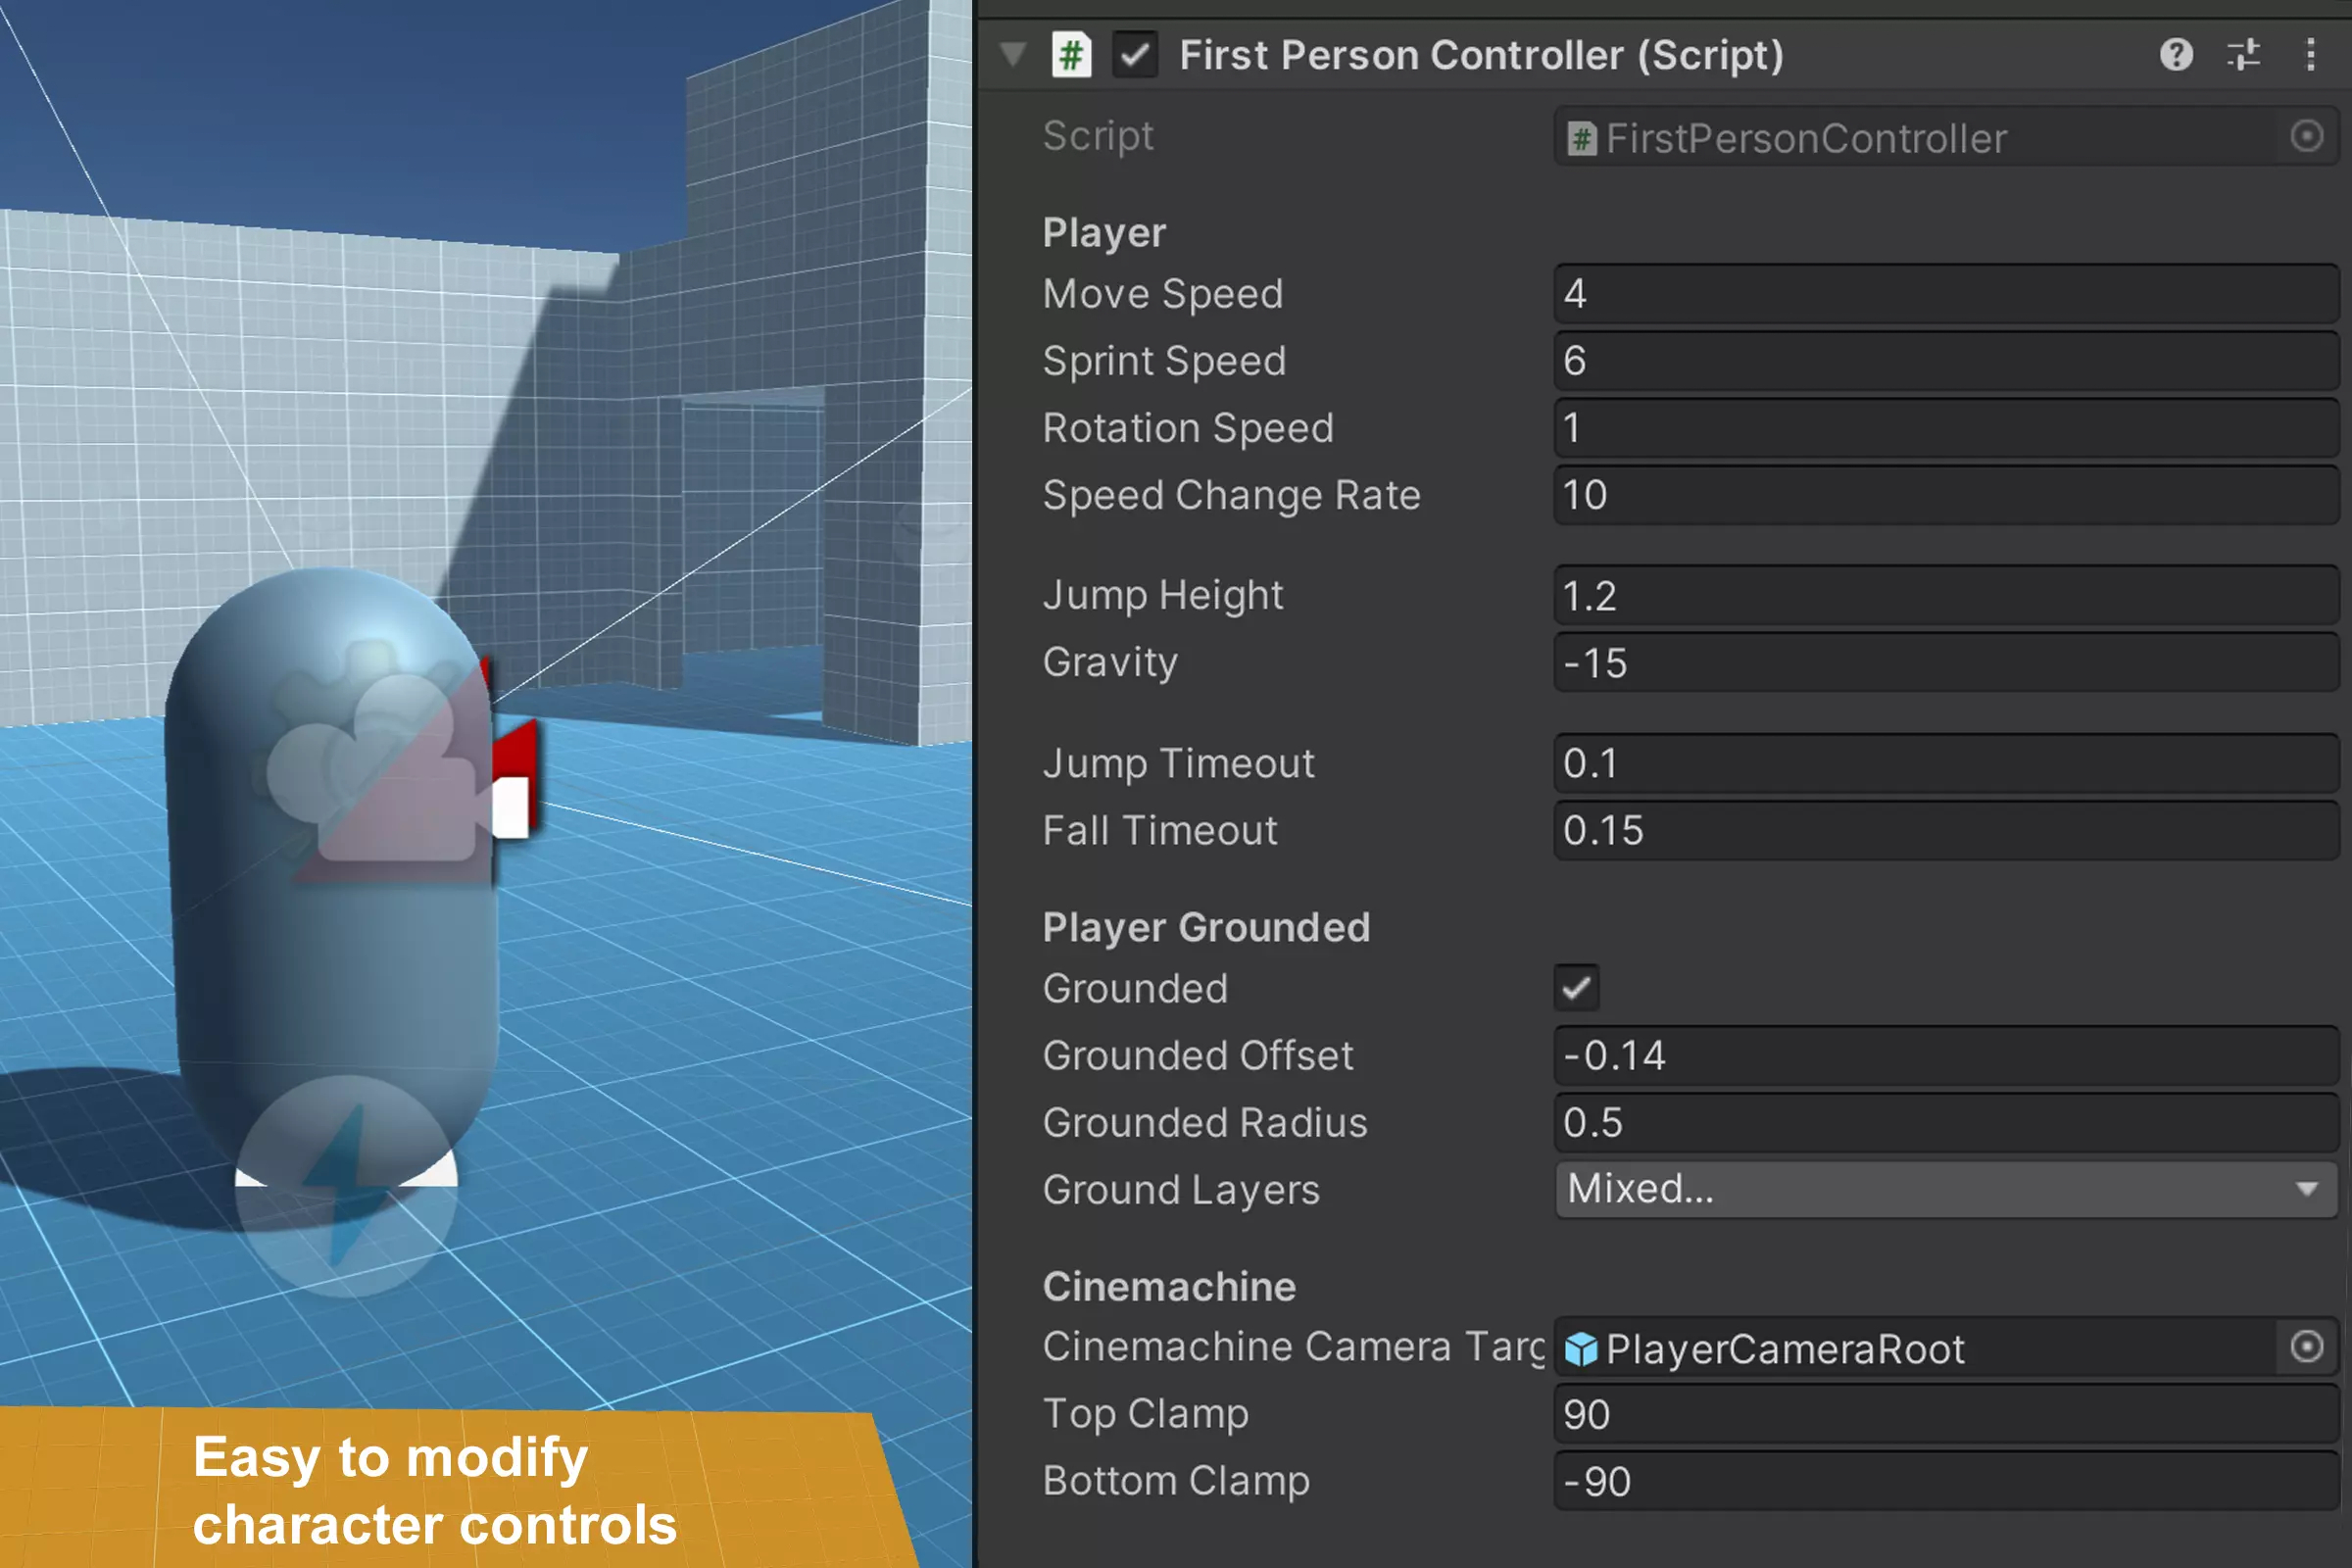 First Person Controller (Script)
Script FirstPersonController
Player
Move Speed 4
Sprint Speed 6
Rotation Speed 1
Speed Change Rate 10
Jump Height 1.2
Gravity -15
Jump Timeout 0.1
Fall Timeout 0.15
Player Grounded
Grounded
Grounded Offset -0.14
Grounded Radius 0.5
Ground Layers Mixed...
Cinemachine
Cinemachine Camera Targ PlayerCameraRoot
Top Clamp 90
Bottom Clamp -90
Easy to modify
character controls